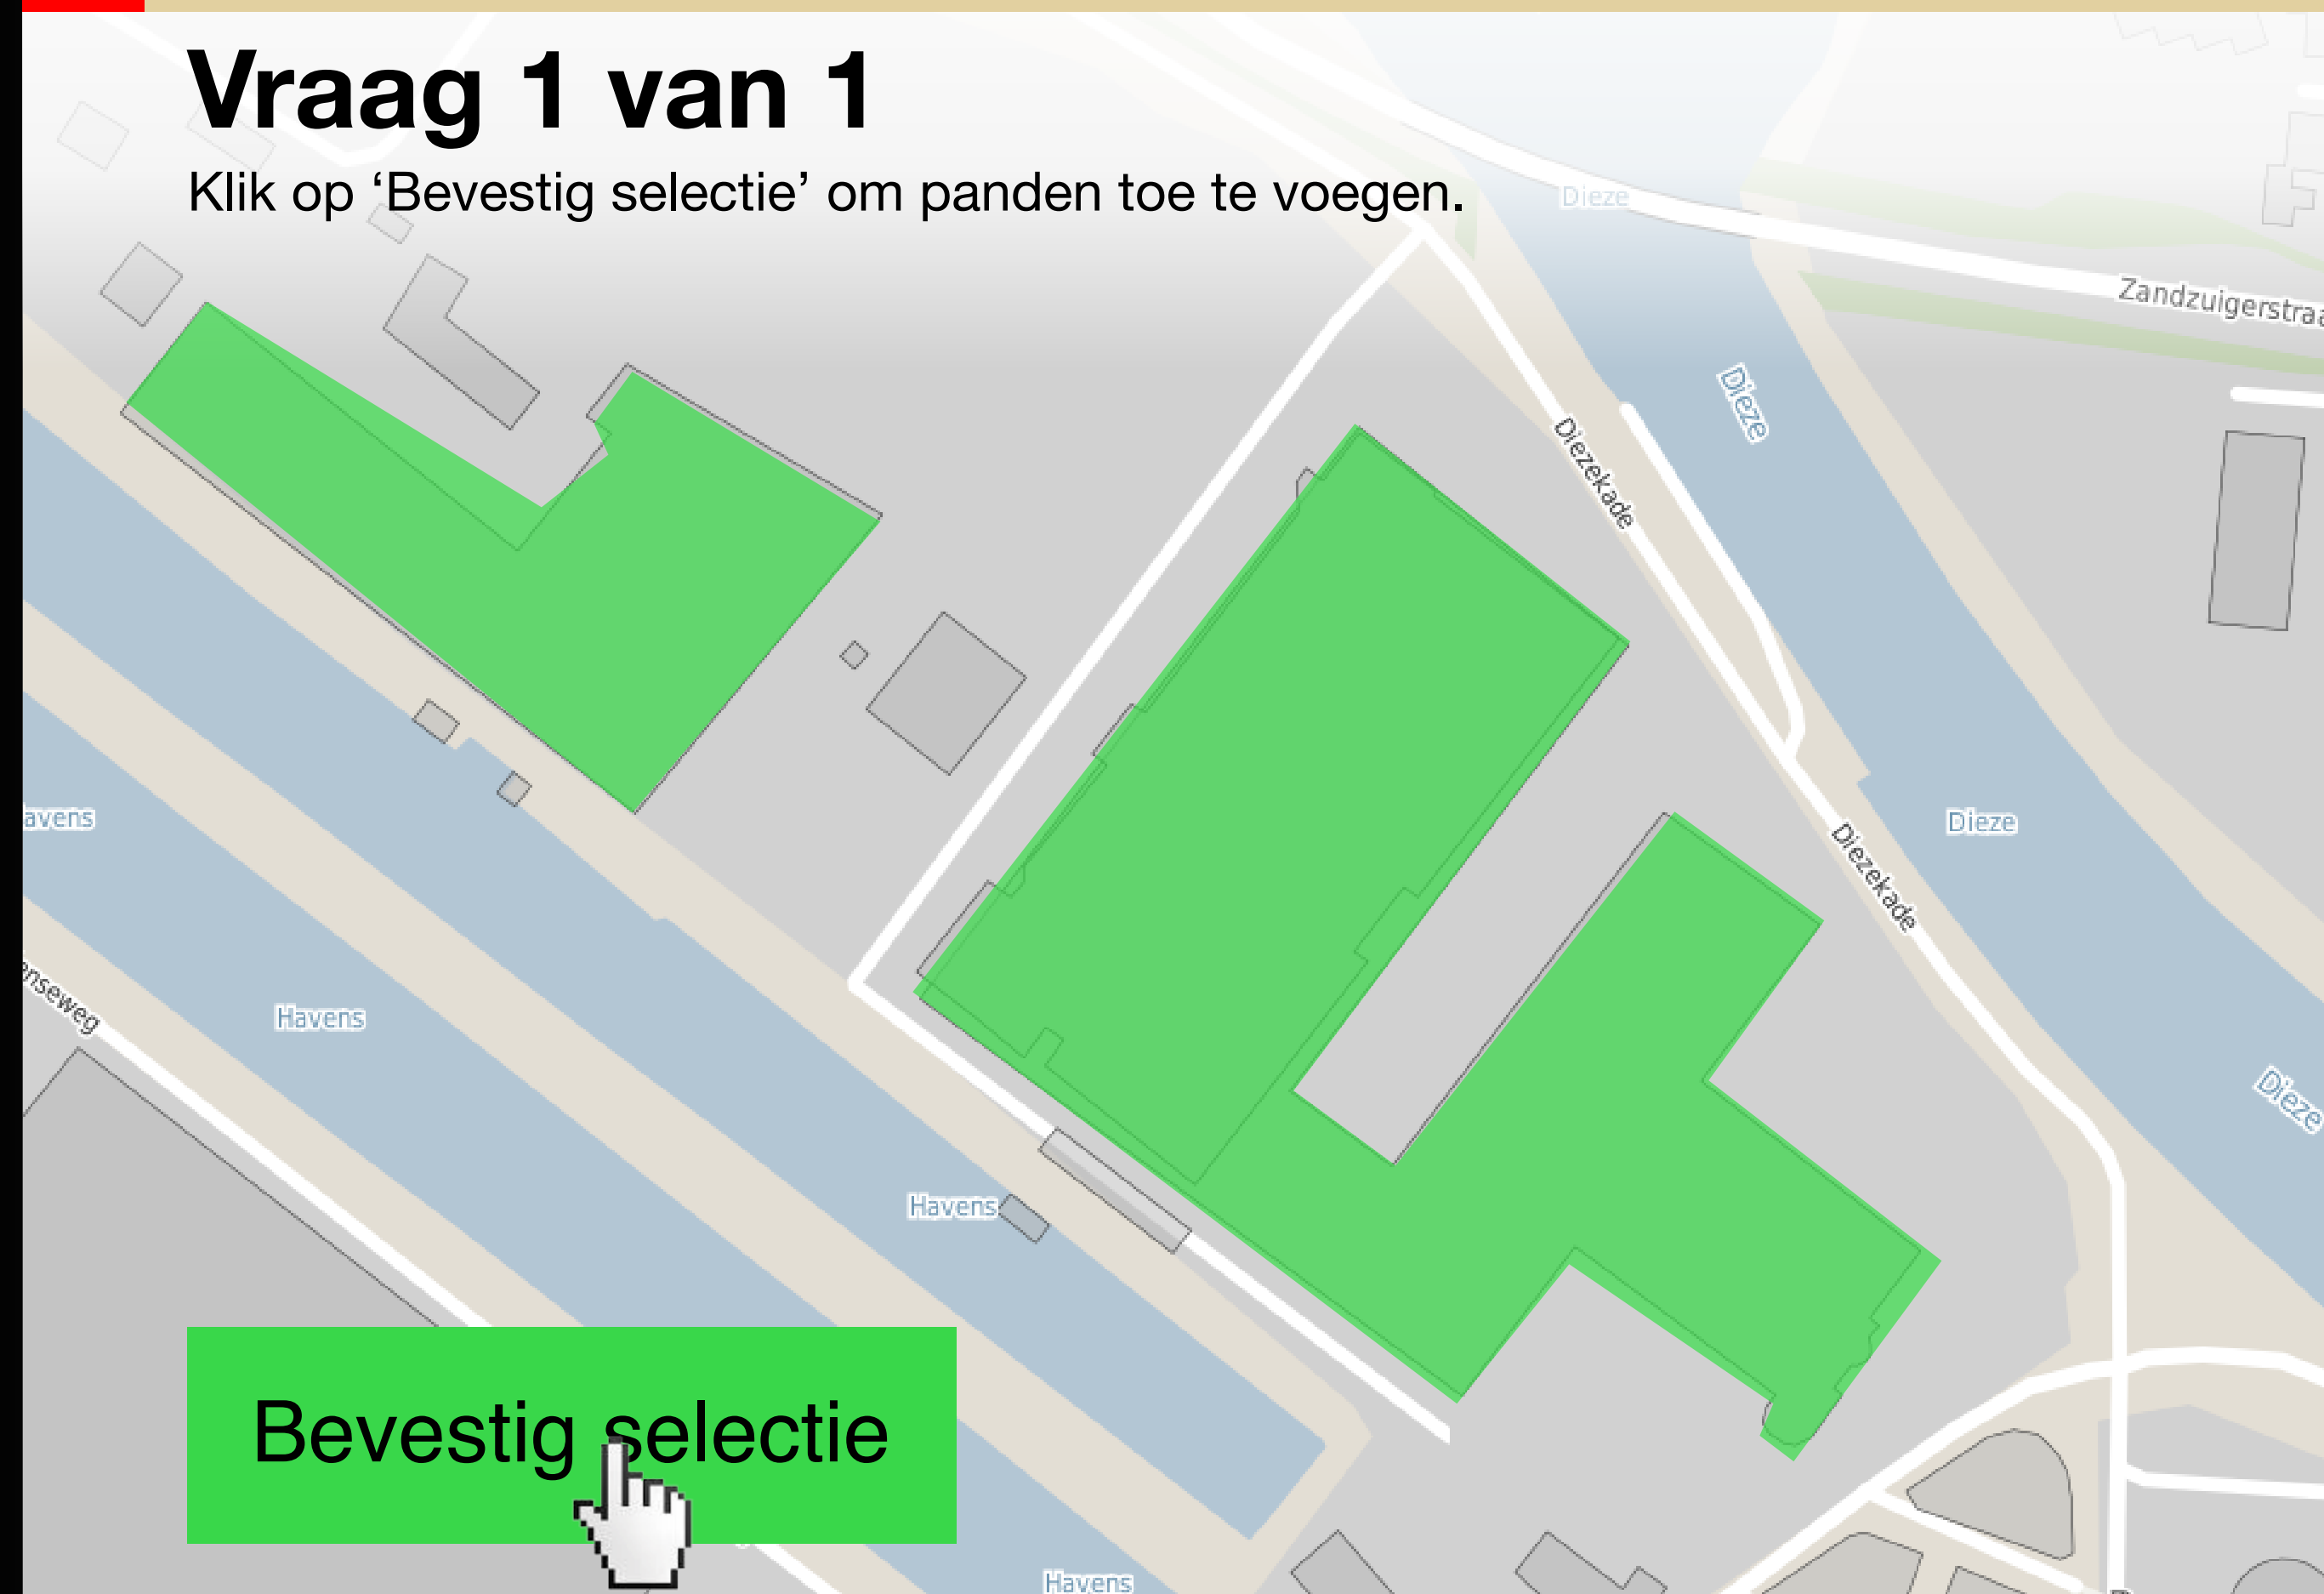 Vraag 1 van 1
Klik op ‘Bevestig selectie’ om panden toe te voegen.
Dieze
Zandzuigerstraa
Dieze
Diezekade
avens
Dieze
Diezekade
enseweg
Havens
Dieze
Havens
Bevestig selectie
Havens